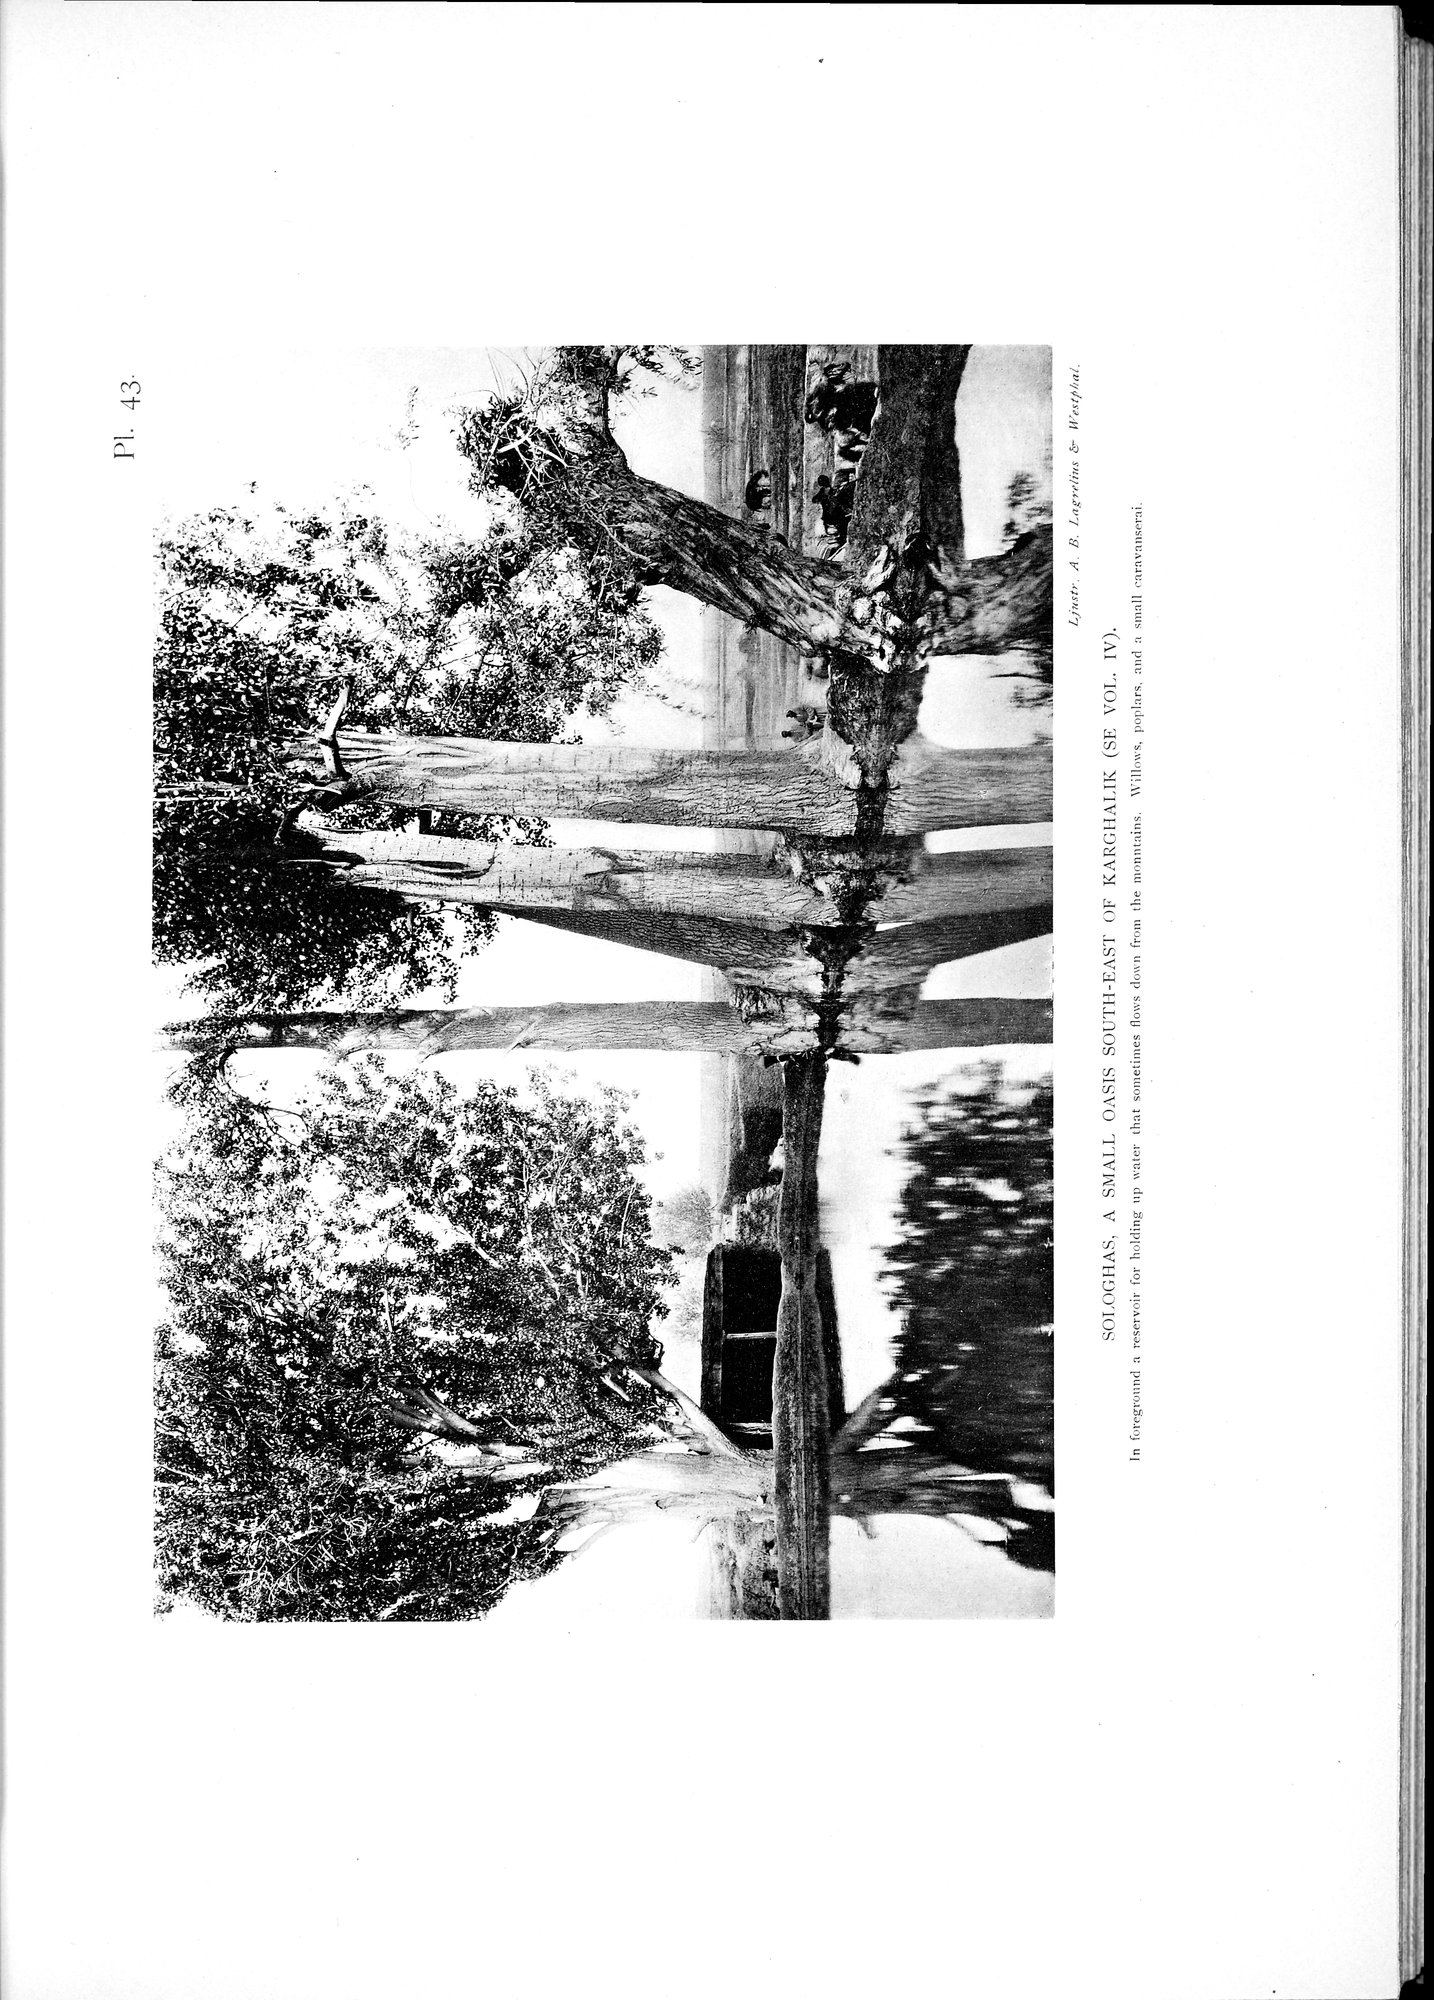 Pl. 43.
Ljustr. A. B. Lagrelius & Westphal.
SOLOGHAS, A SMALL OASIS SOUTH-EAST OF KARGHALIK (SE VOL. IV).
In foreground a reservoir for holding up water that sometimes flows down from the mountains. Willows, poplars, and a small caravanserai.